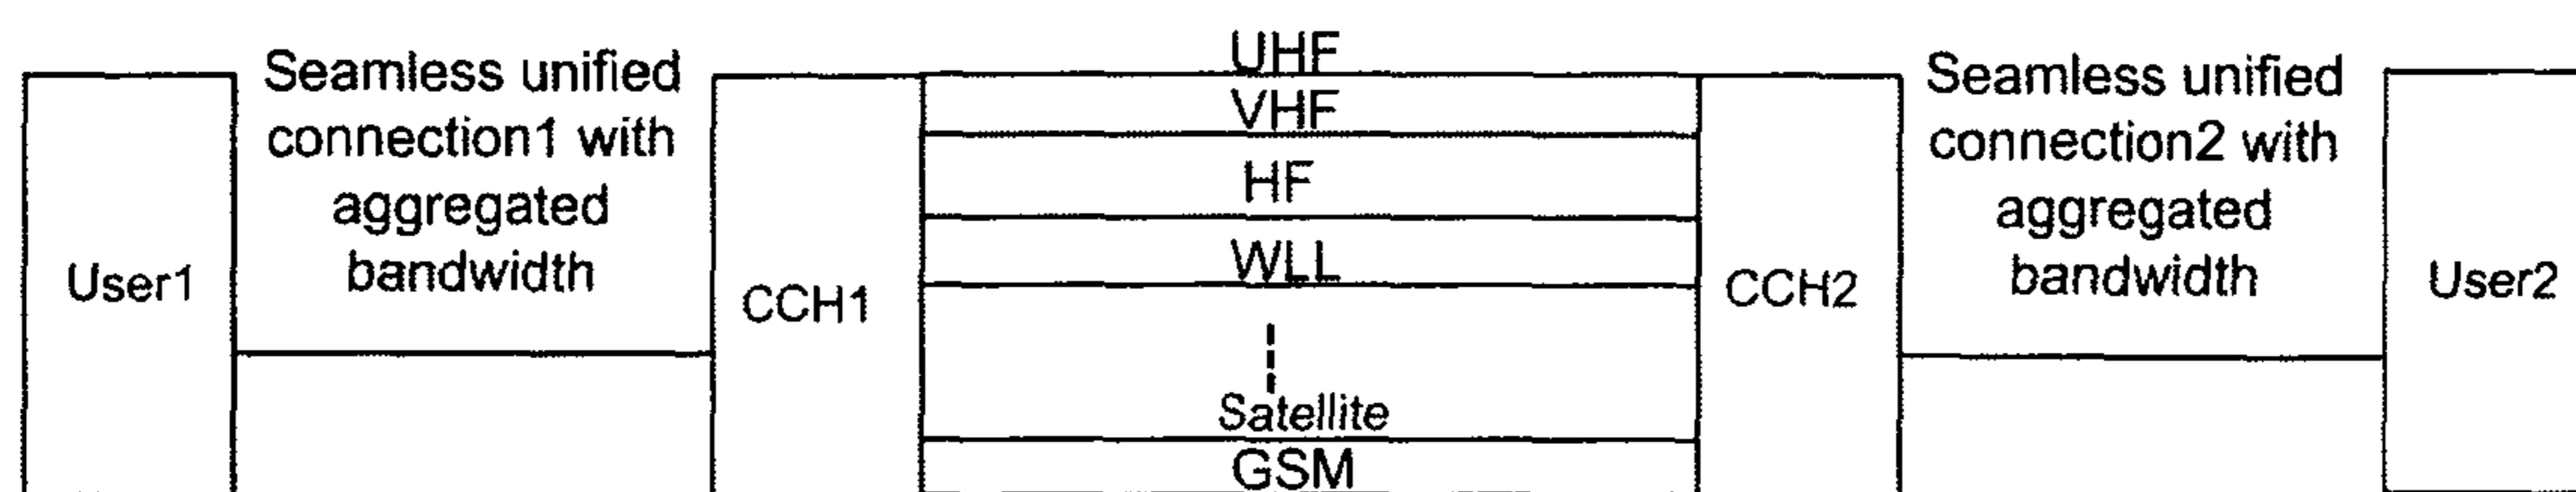 User1
Seamless unified
connection1 with
aggregated
bandwidth
CCH1
UHF
VHF
HF
WLL
Satellite
GSM
CCH2
Seamless unified
connection2 with
aggregated
bandwidth
User2